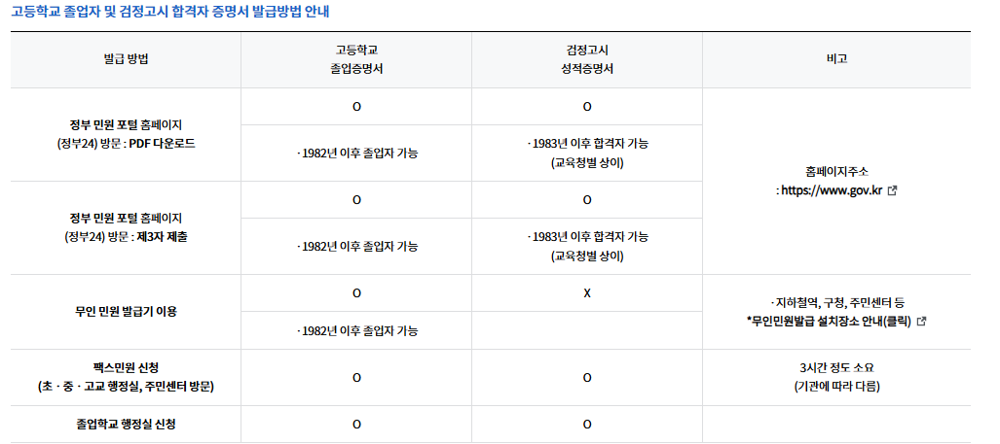 고등학교 졸업자 및 검정고시 합격자 증명서 발급방법 안내
발급 방법
고등학교
졸업증명서
검정고시
성적증명서
비고
정부 민원 포털 홈페이지
(정부24) 방문 : PDF 다운로드
O
O
· 1982년 이후 졸업자 가능
· 1983년 이후 합격자 가능
(교육청별 상이)
홈페이지주소
: https://www.gov.kr
정부 민원 포털 홈페이지
(정부24) 방문 : 제3자 제출
O
O
· 1982년 이후 졸업자 가능
· 1983년 이후 합격자 가능
(교육청별 상이)
무인 민원 발급기 이용
O
X
· 1982년 이후 졸업자 가능
· 지하철역, 구청, 주민센터 등
*무인민원발급 설치장소 안내(클릭)
팩스민원 신청
(초 · 중 · 고교 행정실, 주민센터 방문)
O
O
3시간 정도 소요
(기관에 따라 다름)
졸업학교 행정실 신청
O
O